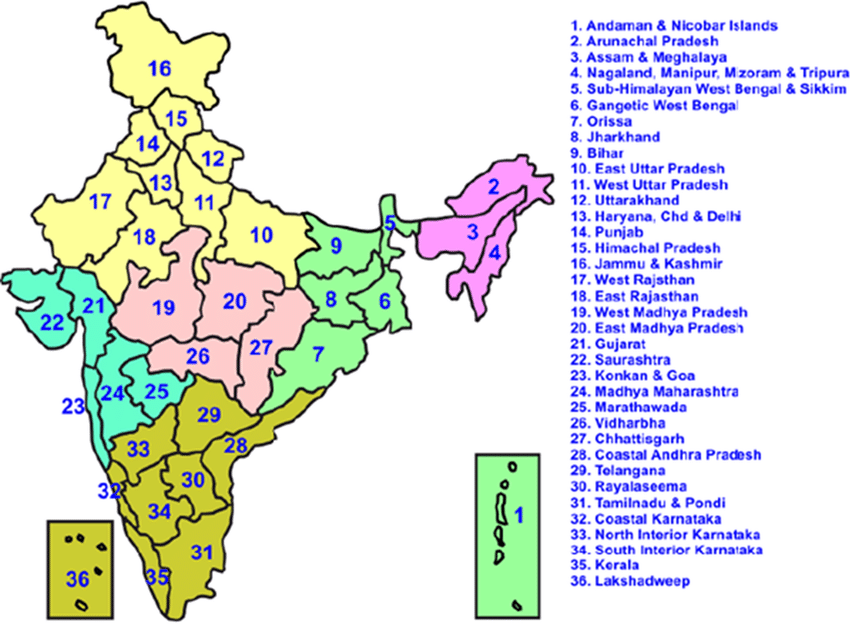 16
15
14
12
13
17
11
2
18
10
5
3
9
4
19
20
8
6
21
22
26
27
7
24
25
23
29
33
28
30
32
34
1
31
36
35
1. Andaman & Nicobar Islands
2. Arunachal Pradesh
3. Assam & Meghalaya
4. Nagaland, Manipur, Mizoram & Tripura
5. Sub-Himalayan West Bengal & Sikkim
6. Gangetic West Bengal
7. Orissa
8. Jharkhand
9. Bihar
10. East Uttar Pradesh
11. West Uttar Pradesh
12. Uttarakhand
13. Haryana, Chd & Delhi
14. Punjab
15. Himachal Pradesh
16. Jammu & Kashmir
17. West Rajsthan
18. East Rajasthan
19. West Madhya Pradesh
20. East Madhya Pradesh
21. Gujarat
22. Saurashtra
23. Konkan & Goa
24. Madhya Maharashtra
25. Marathawada
26. Vidharbha
27. Chhattisgarh
28. Coastal Andhra Pradesh
29. Telangana
30. Rayalaseema
31. Tamilnadu & Pondi
32. Coastal Karnataka
33. North Interior Karnataka
34. South Interior Karnataka
35. Kerala
36. Lakshadweep